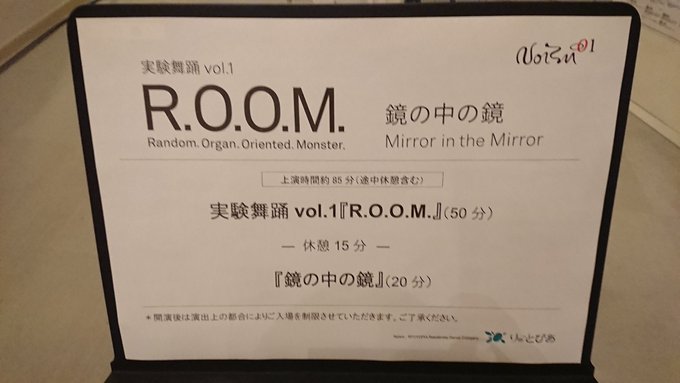 Noism01
実験舞踊 vol.1
R.O.O.M.
Random. Organ. Oriented. Monster.
鏡の中の鏡
Mirror in the Mirror
上演時間約85分(途中休憩含む)
実験舞踊 vol.1『R.O.O.M.』(50分)
― 休憩 15分 ―
『鏡の中の鏡』(20分)
＊開演後は演出上の都合によりご入場を制限させていただきます。ご了承ください。
りゅーとぴあ